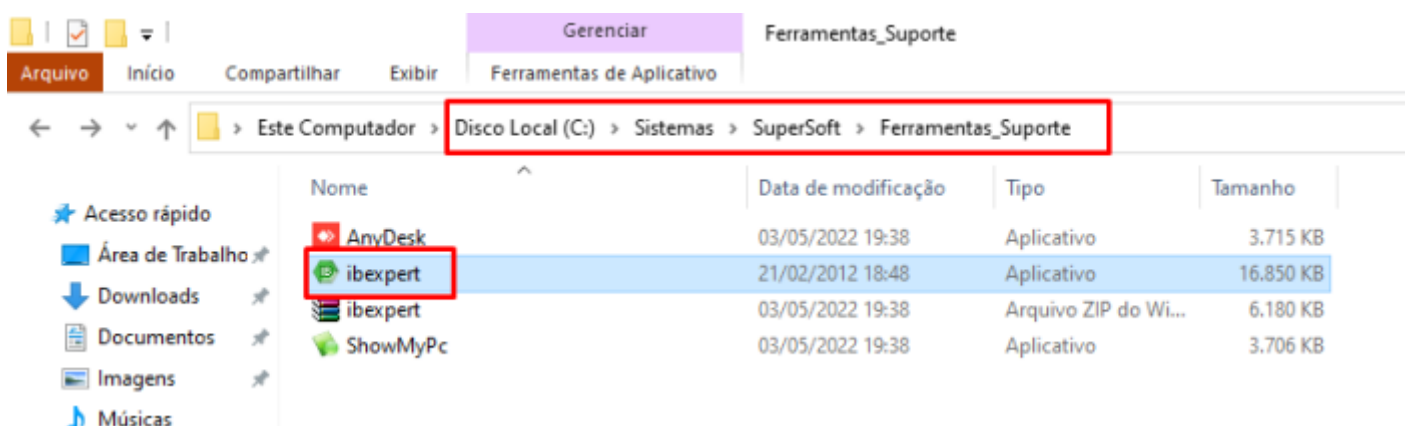 Gerenciar Ferramentas_Suporte
Arquivo Início Compartilhar Exibir Ferramentas de Aplicativo
Este Computador > Disco Local (C:) > Sistemas > SuperSoft > Ferramentas_Suporte
Nome Data de modificação Tipo Tamanho
Acesso rápido
Área de Trabalho
Downloads
Documentos
Imagens
Músicas
AnyDesk 03/05/2022 19:38 Aplicativo 3.715 KB
ibexpert 21/02/2012 18:48 Aplicativo 16.850 KB
ibexpert 03/05/2022 19:38 Arquivo ZIP do Wi... 6.180 KB
ShowMyPc 03/05/2022 19:38 Aplicativo 3.706 KB